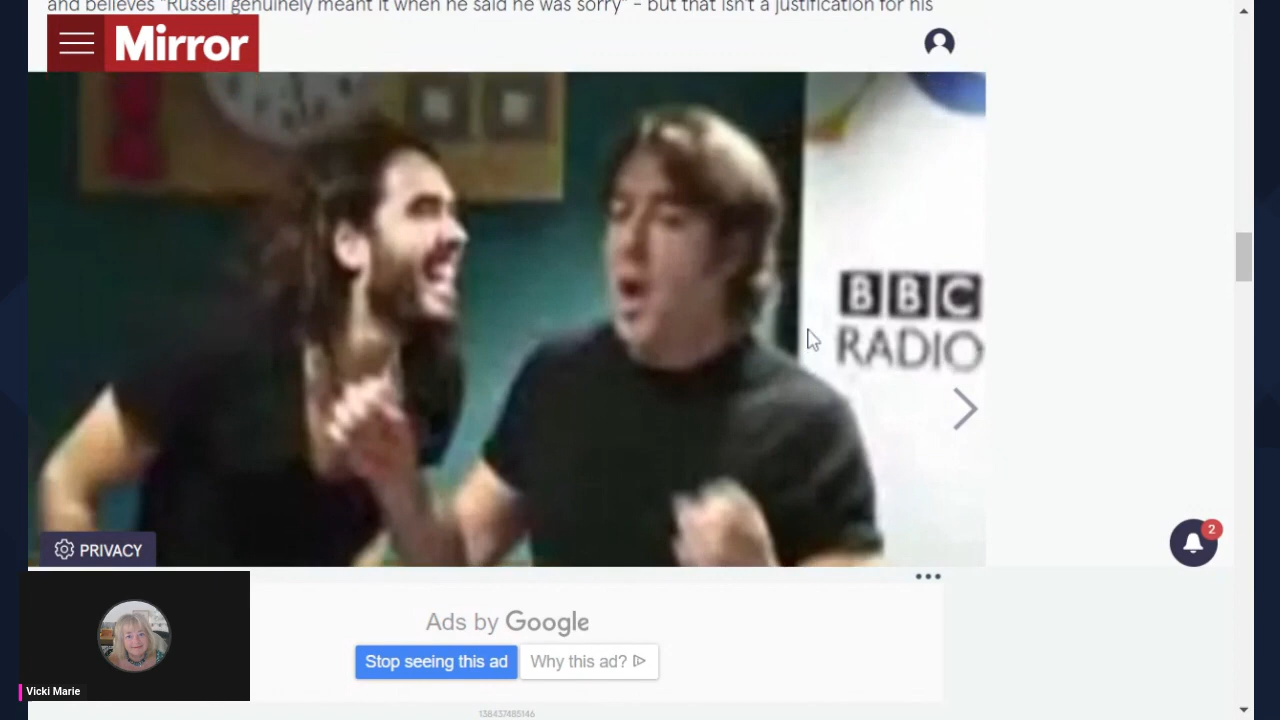 and believes "Russell genuinely meant it when he said he was sorry" - but that isn't a justification for his
Mirror
BBC
RADIO
PRIVACY
2
Ads by Google
Stop seeing this ad
Why this ad?
Vicki Marie
138437485146